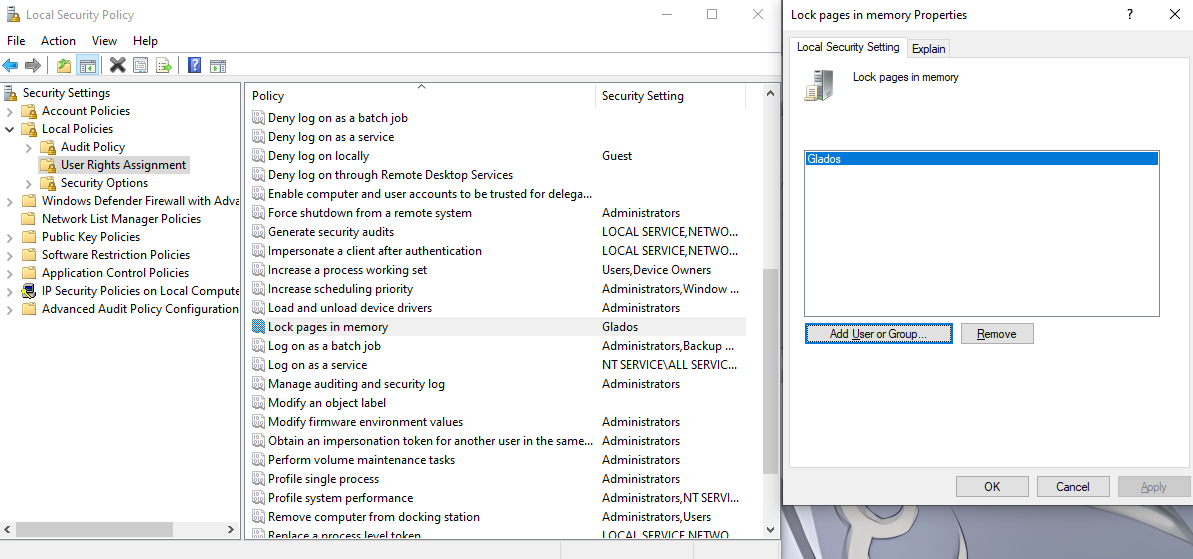 Local Security Policy
File Action View Help
Security Settings
Account Policies
Local Policies
Audit Policy
User Rights Assignment
Security Options
Windows Defender Firewall with Adva
Network List Manager Policies
Public Key Policies
Software Restriction Policies
Application Control Policies
IP Security Policies on Local Compute
Advanced Audit Policy Configuration
Policy Security Setting
Deny log on as a batch job
Deny log on as a service
Deny log on locally Guest
Deny log on through Remote Desktop Services
Enable computer and user accounts to be trusted for delega...
Force shutdown from a remote system Administrators
Generate security audits LOCAL SERVICE,NETWO...
Impersonate a client after authentication LOCAL SERVICE,NETWO...
Increase a process working set Users,Device Owners
Increase scheduling priority Administrators,Window ...
Load and unload device drivers Administrators
Lock pages in memory Glados
Log on as a batch job Administrators,Backup ...
Log on as a service NT SERVICE\ALL SERVIC...
Manage auditing and security log Administrators
Modify an object label
Modify firmware environment values Administrators
Obtain an impersonation token for another user in the same... Administrators
Perform volume maintenance tasks Administrators
Profile single process Administrators
Profile system performance Administrators,NT SERVI...
Remove computer from docking station Administrators,Users
Replace a process level token LOCAL SERVICE,NETWO...
Lock pages in memory Properties
?
Local Security Setting Explain
Lock pages in memory
Glados
Add User or Group... Remove
OK Cancel Apply